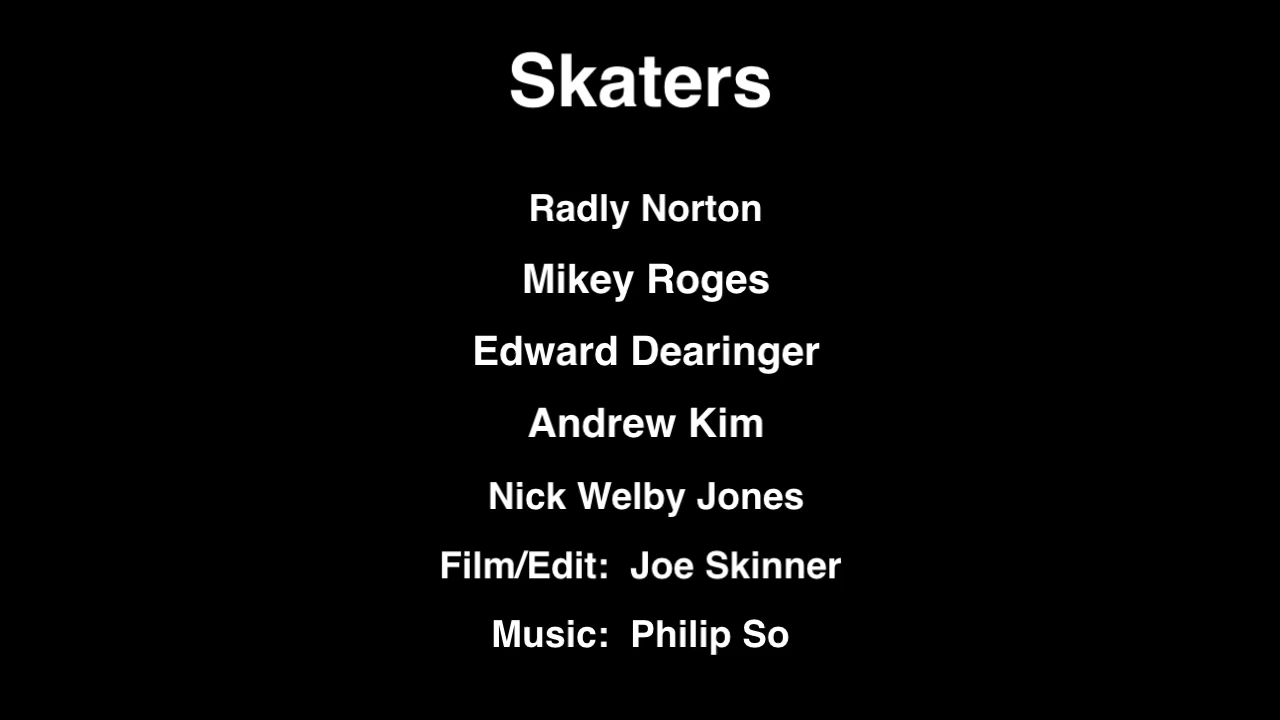 Skaters
Radly Norton
Mikey Roges
Edward Dearinger
Andrew Kim
Nick Welby Jones
Film/Edit:  Joe Skinner
Music:  Philip So